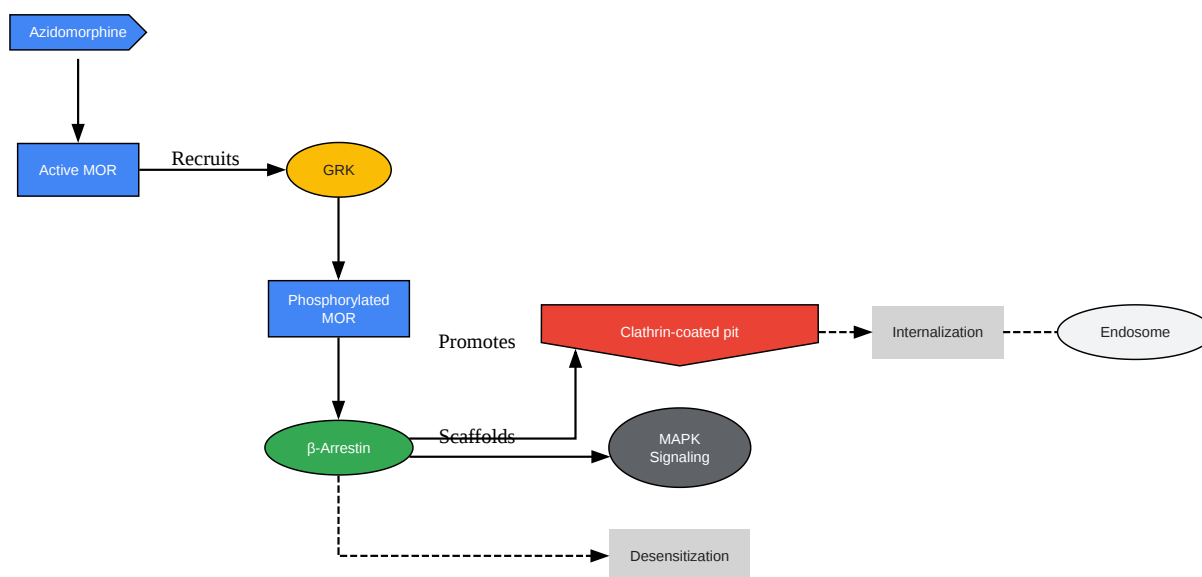 Azidomorphine
Active MOR
Recruits
GRK
Phosphorylated
MOR
Promotes
Clathrin-coated pit
Internalization
Endosome
β-Arrestin
Scaffolds
MAPK
Signaling
Desensitization